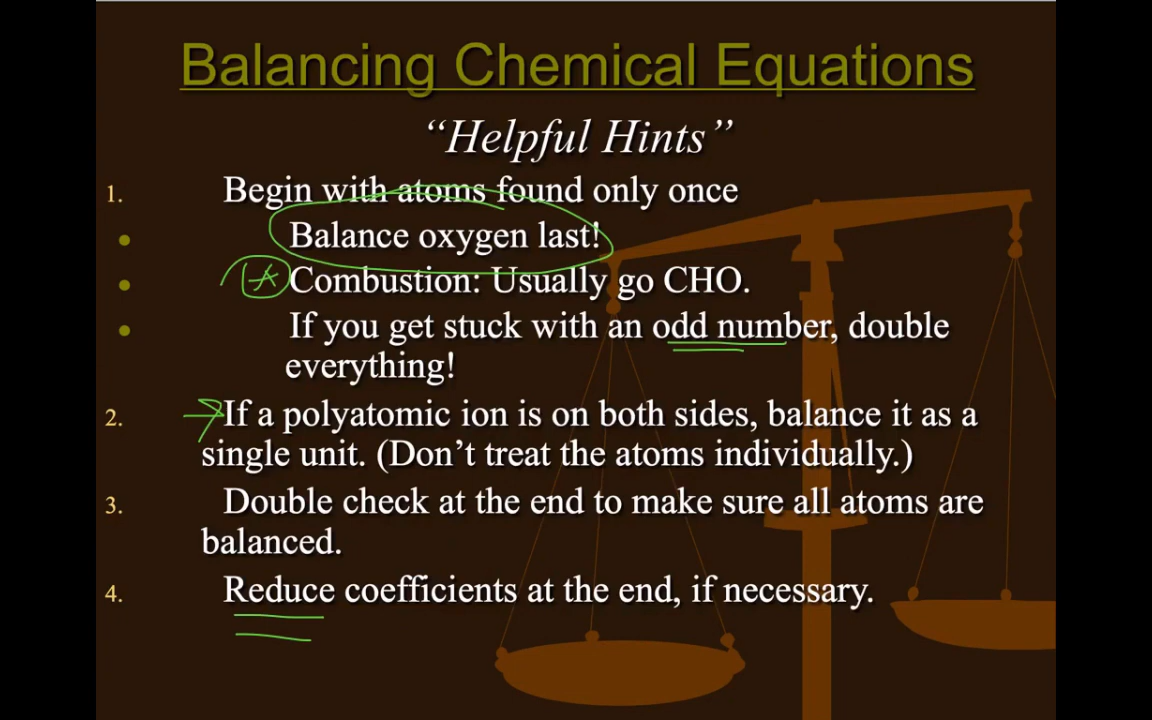 Balancing Chemical Equations
“Helpful Hints”
1. Begin with atoms found only once
• Balance oxygen last!
• Combustion: Usually go CHO.
• If you get stuck with an odd number, double
everything!
2. If a polyatomic ion is on both sides, balance it as a
single unit. (Don’t treat the atoms individually.)
3. Double check at the end to make sure all atoms are
balanced.
4. Reduce coefficients at the end, if necessary.